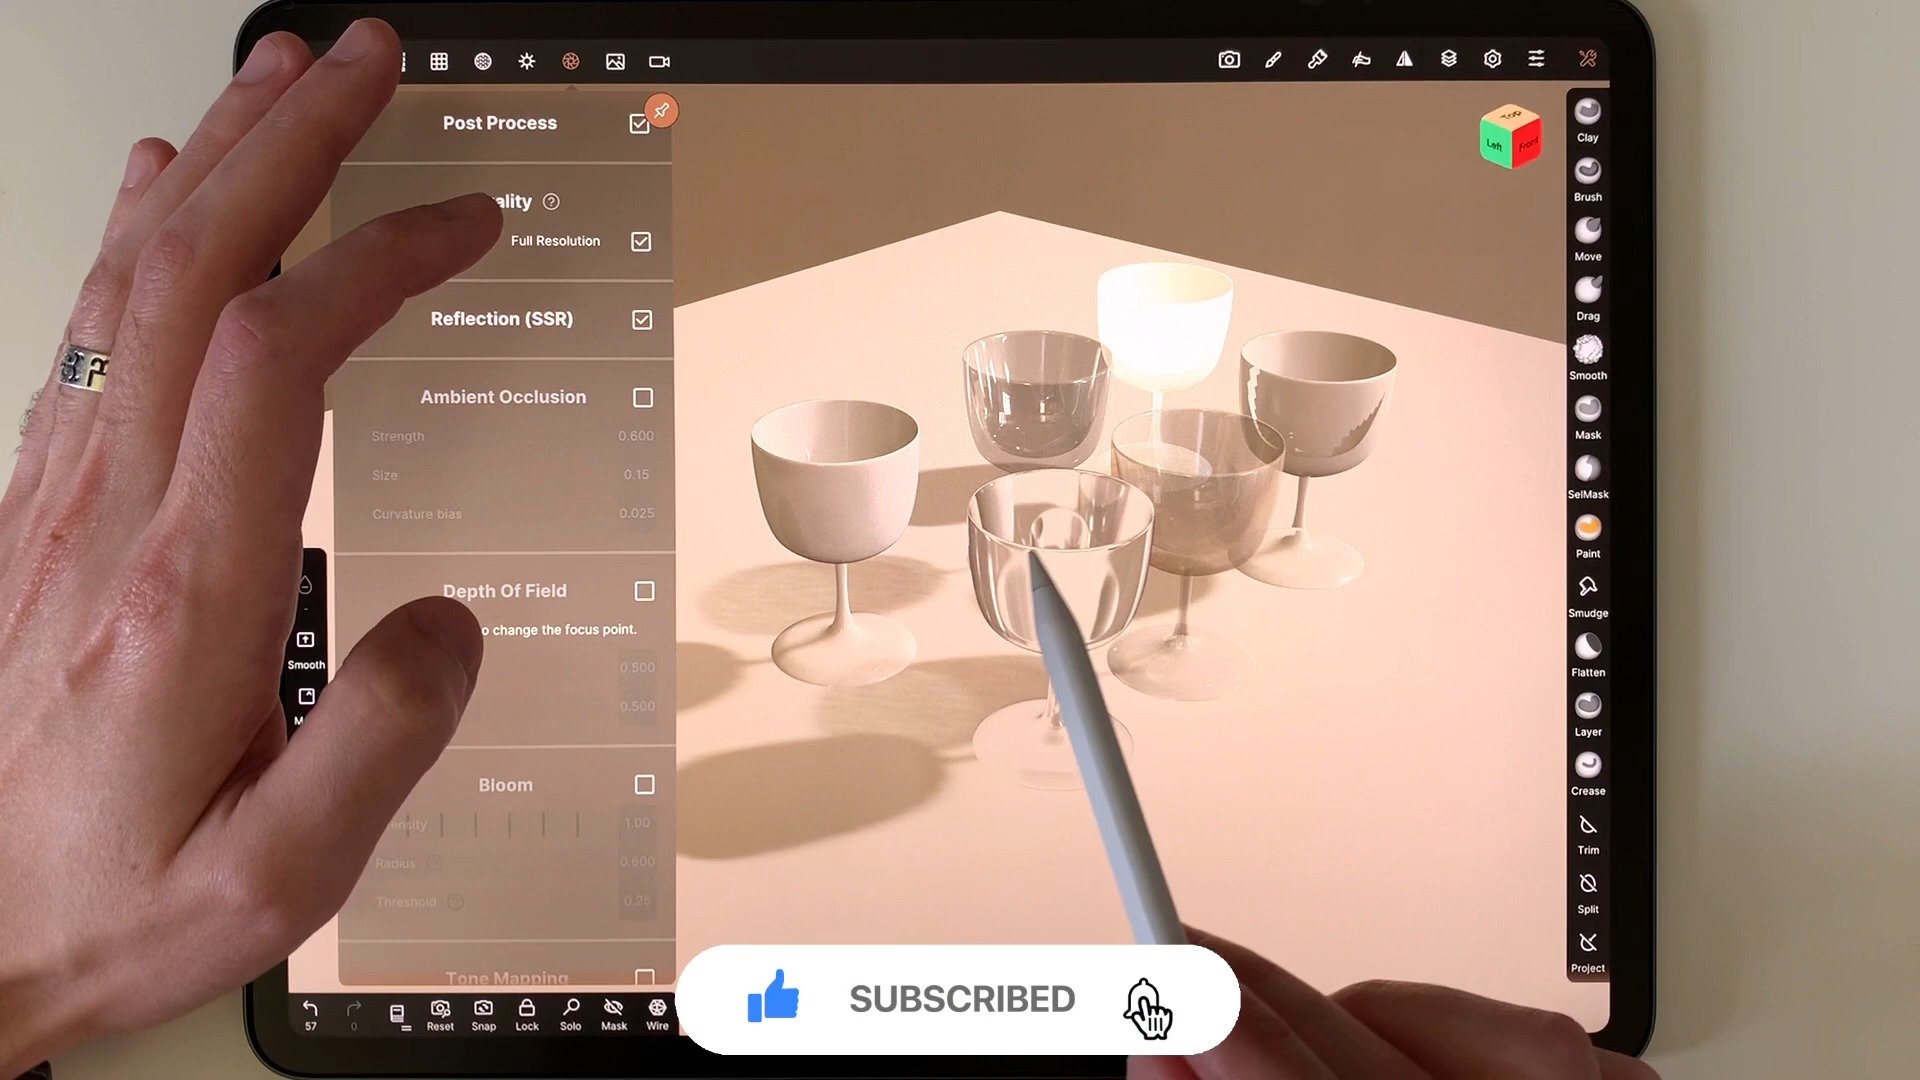 Post Process
ality
Full Resolution
Reflection (SSR)
Ambient Occlusion
Strength 0.600
Size 0.15
Curvature bias 0.025
Depth Of Field
o change the focus point.
0.500
0.500
Bloom
ensity 1.00
Radius 0.600
Threshold 0.25
Tone Mapping
Smooth
M
57
0
Reset
Snap
Lock
Solo
Mask
Wire
Top
Left
Front
Clay
Brush
Move
Drag
Smooth
Mask
SelMask
Paint
Smudge
Flatten
Layer
Crease
Trim
Split
Project
SUBSCRIBED